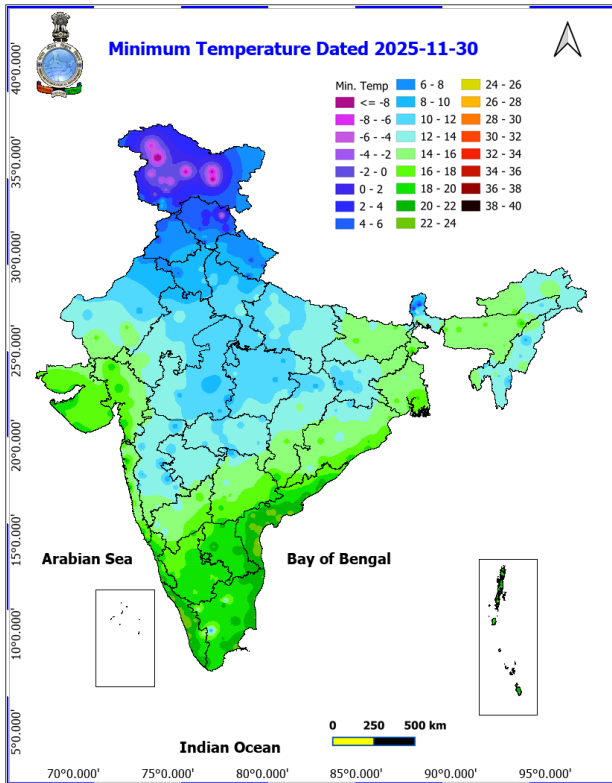 Minimum Temperature Dated 2025-11-30
Min. Temp
<= -8
-8 - -6
-6 - -4
-4 - -2
-2 - 0
0 - 2
2 - 4
4 - 6
6 - 8
8 - 10
10 - 12
12 - 14
14 - 16
16 - 18
18 - 20
20 - 22
22 - 24
24 - 26
26 - 28
28 - 30
30 - 32
32 - 34
34 - 36
36 - 38
38 - 40
40°0.000'
35°0.000'
30°0.000'
25°0.000'
20°0.000'
15°0.000'
10°0.000'
5°0.000'
Arabian Sea
Bay of Bengal
Indian Ocean
0 250 500 km
70°0.000' 75°0.000' 80°0.000' 85°0.000' 90°0.000' 95°0.000'